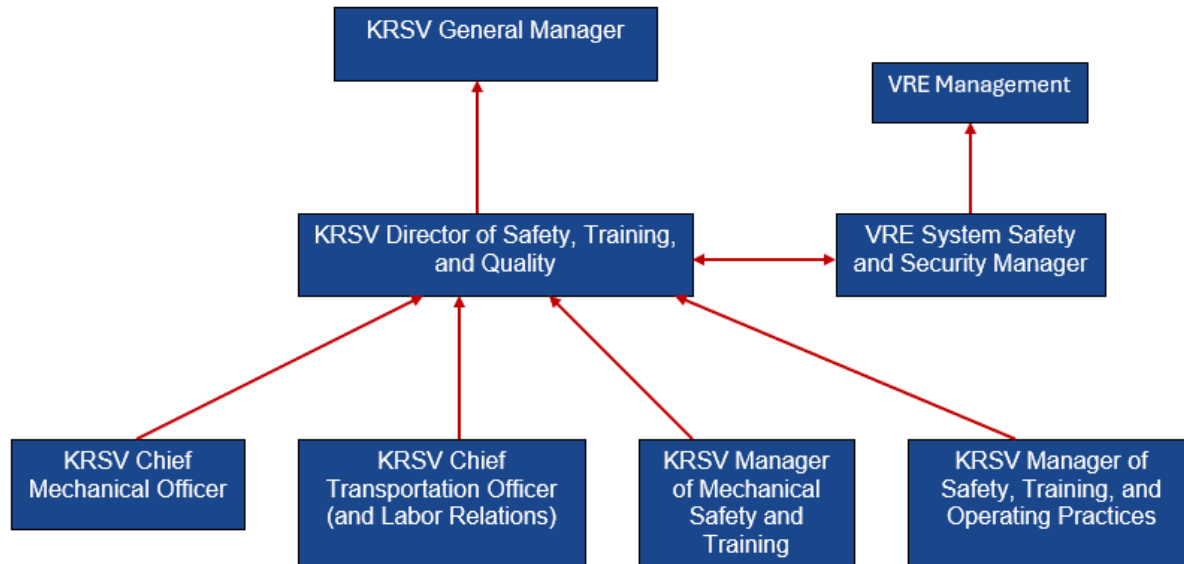 KRSV General Manager
VRE Management
KRSV Director of Safety, Training,
and Quality
VRE System Safety
and Security Manager
KRSV Chief
Mechanical Officer
KRSV Chief
Transportation Officer
(and Labor Relations)
KRSV Manager
of Mechanical
Safety and
Training
KRSV Manager of
Safety, Training, and
Operating Practices